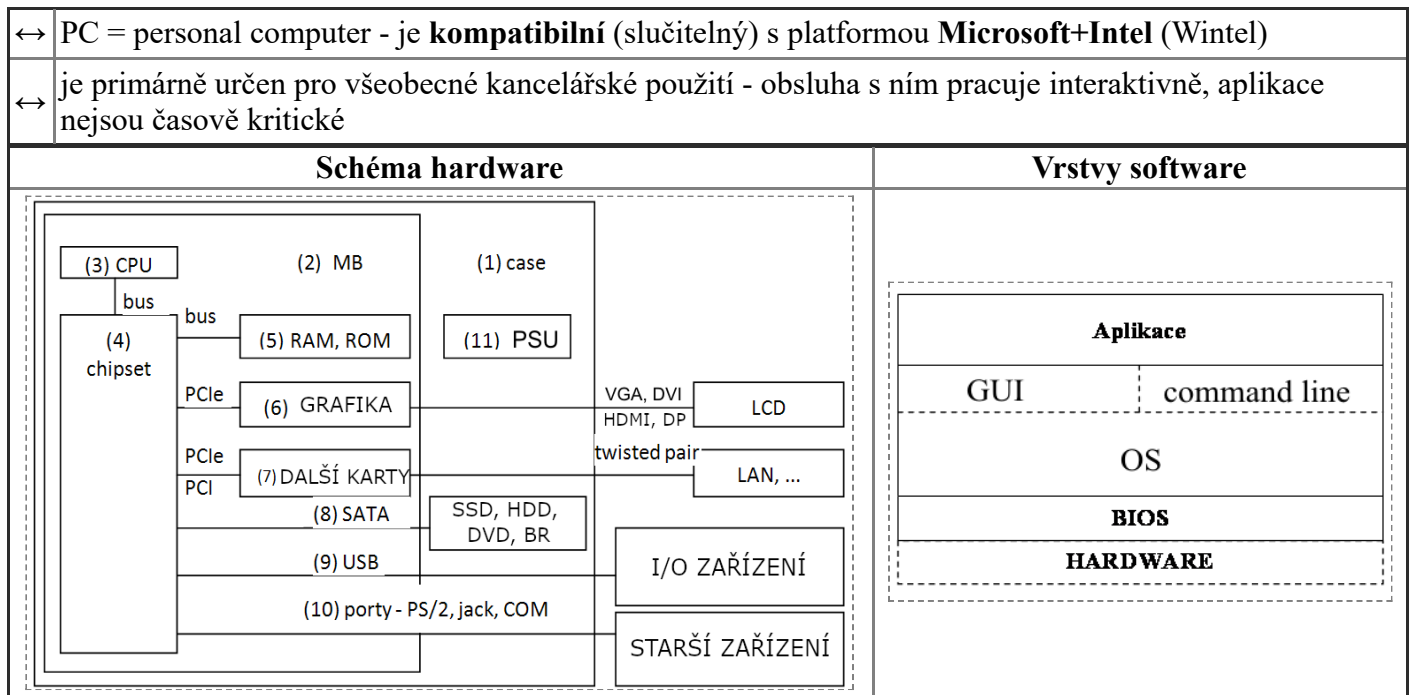 ↔ PC = personal computer - je kompatibilní (slučitelný) s platformou Microsoft+Intel (Wintel)
↔ je primárně určen pro všeobecné kancelářské použití - obsluha s ním pracuje interaktivně, aplikace
nejsou časově kritické
Schéma hardware
(3) CPU
(2) MB
(1) case
bus
bus
(4)
chipset
(5) RAM, ROM
(11) PSU
PCIe
(6) GRAFIKA
VGA, DVI
HDMI, DP
LCD
PCIe
PCI
(7) DALŠÍ KARTY
twisted pair
LAN, ...
(8) SATA
SSD, HDD,
DVD, BR
(9) USB
I/O ZAŘÍZENÍ
(10) porty - PS/2, jack, COM
STARŠÍ ZAŘÍZENÍ
Vrstvy software
Aplikace
GUI
command line
OS
BIOS
HARDWARE